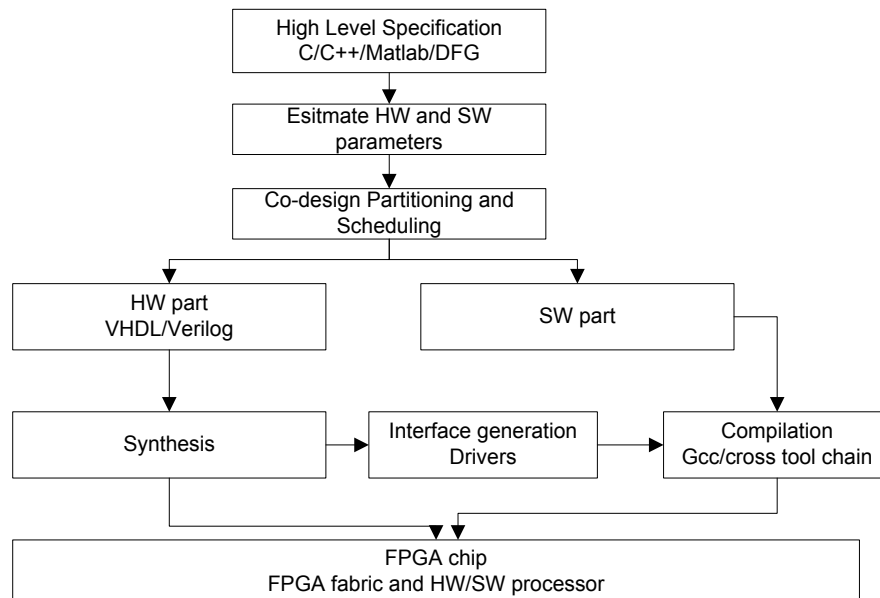 High Level Specification
C/C++/Matlab/DFG
Esitmate HW and SW
parameters
Co-design Partitioning and
Scheduling
HW part
VHDL/Verilog
SW part
Synthesis
Interface generation
Drivers
Compilation
Gcc/cross tool chain
FPGA chip
FPGA fabric and HW/SW processor